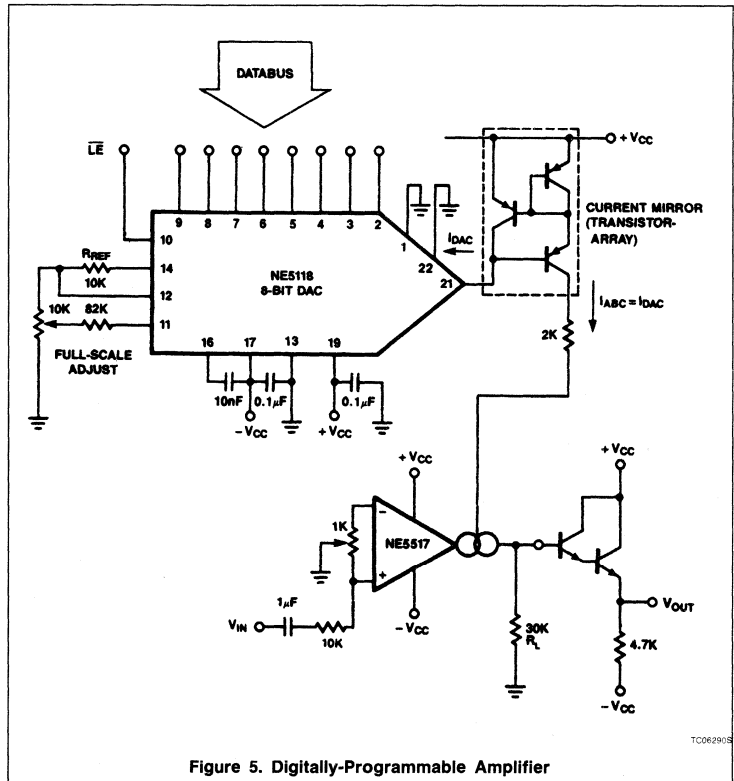 DATABUS
LE
+ VCC
9 8 7 6 5 4 3 2
CURRENT MIRROR
(TRANSISTOR-
ARRAY)
1
IDAC
22
10
RREF
10K
14
NE5118
8-BIT DAC
21
12
IABC = IDAC
10K
82K
11
2K
FULL-SCALE
ADJUST
16 17 13 19
10nF
0.1μF
0.1μF
− VCC
+ VCC
+ VCC
+ VCC
1K
−
NE5517
+
1μF
VIN
10K
− VCC
30K
RL
VOUT
4.7K
− VCC
TC06290S
Figure 5. Digitally-Programmable Amplifier